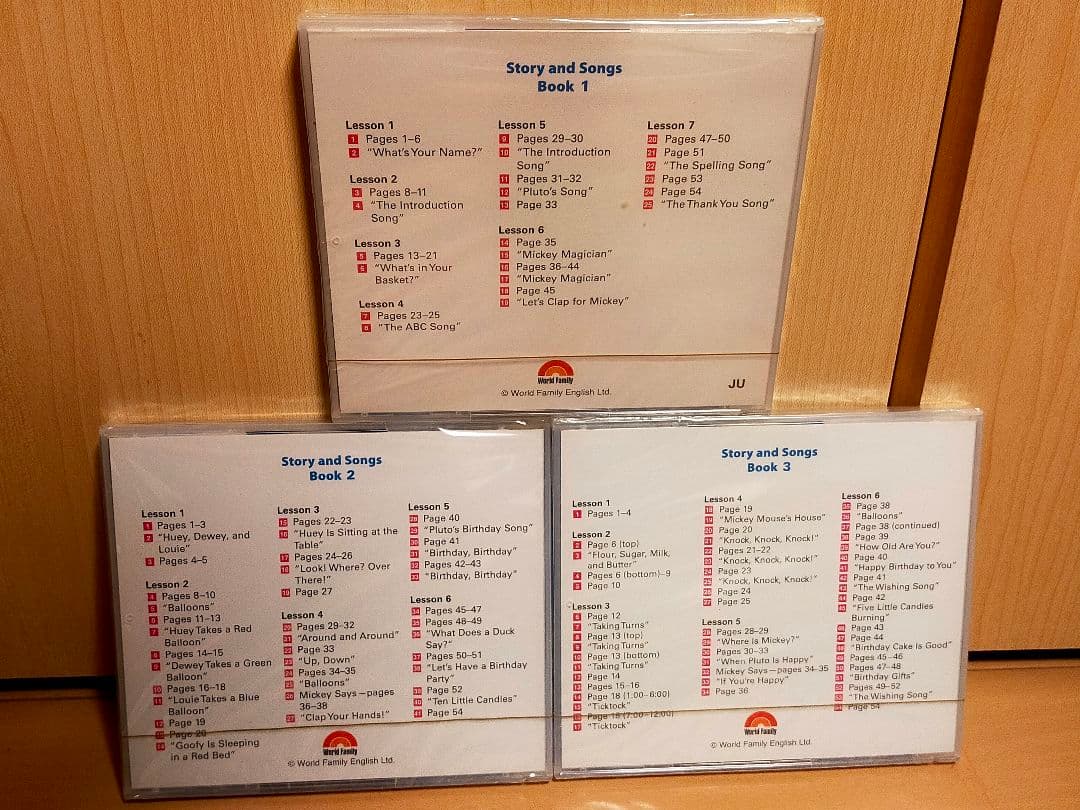 Story and Songs
Book 1
Lesson 1
1 Pages 1–6
2 "What's Your Name?"
Lesson 2
3 Pages 8–11
4 "The Introduction
Song"
Lesson 3
5 Pages 13–21
6 "What's in Your
Basket?"
Lesson 4
7 Pages 23–25
8 "The ABC Song"
Lesson 5
9 Pages 29–30
10 "The Introduction
Song"
11 Pages 31–32
12 "Pluto's Song"
13 Page 33
Lesson 6
14 Page 35
15 "Mickey Magician"
16 Pages 36–44
17 "Mickey Magician"
18 Page 45
19 "Let's Clap for Mickey"
Lesson 7
20 Pages 47–50
21 Page 51
22 "The Spelling Song"
23 Page 53
24 Page 54
25 "The Thank You Song"
World Family
© World Family English Ltd.
JU
Story and Songs
Book 2
Lesson 1
1 Pages 1–3
2 "Huey, Dewey, and
Louie"
3 Pages 4–5
Lesson 2
4 Pages 8–10
5 "Balloons"
6 Pages 11–13
7 "Huey Takes a Red
Balloon"
8 Pages 14–15
9 "Dewey Takes a Green
Balloon"
10 Pages 16–18
11 "Louie Takes a Blue
Balloon"
12 Page 19
13 Page 20
14 "Goofy Is Sleeping
in a Red Bed"
Lesson 3
15 Pages 22–23
16 "Huey Is Sitting at the
Table"
17 Pages 24–26
18 "Look! Where? Over
There!"
19 Page 27
Lesson 4
20 Pages 29–32
21 "Around and Around"
22 Page 33
23 "Up, Down"
24 Pages 34–35
25 "Balloons"
26 Mickey Says—pages
36–38
27 "Clap Your Hands!"
Lesson 5
28 Page 40
29 "Pluto's Birthday Song"
30 Page 41
31 "Birthday, Birthday"
32 Pages 42–43
33 "Birthday, Birthday"
Lesson 6
34 Pages 45–47
35 Pages 48–49
36 "What Does a Duck
Say?"
37 Pages 50–51
38 "Let's Have a Birthday
Party"
39 Page 52
40 "Ten Little Candles"
41 Page 54
World Family
© World Family English Ltd.
Story and Songs
Book 3
Lesson 1
1 Pages 1–4
Lesson 2
2 Page 6 (top)
3 "Flour, Sugar, Milk,
and Butter"
4 Pages 6 (bottom)–9
5 Page 10
Lesson 3
6 Page 12
7 "Taking Turns"
8 Page 13 (top)
9 "Taking Turns"
10 Page 13 (bottom)
11 "Taking Turns"
12 Page 14
13 Pages 15–16
14 Page 18 (1:00–6:00)
15 "Ticktock"
16 Page 18 (7:00–12:00)
17 "Ticktock"
Lesson 4
18 Page 19
19 "Mickey Mouse's House"
20 Page 20
21 "Knock, Knock, Knock!"
22 Pages 21–22
23 "Knock, Knock, Knock!"
24 Page 23
25 "Knock, Knock, Knock!"
26 Page 24
27 Page 25
Lesson 5
28 Pages 28–29
29 "Where Is Mickey?"
30 Pages 30–33
31 "When Pluto Is Happy"
32 Mickey Says—pages 34–35
33 "If You're Happy"
34 Page 36
Lesson 6
35 Page 38
36 "Balloons"
37 Page 38 (continued)
38 Page 39
39 "How Old Are You?"
40 Page 40
41 "Happy Birthday to You"
42 Page 41
43 "The Wishing Song"
44 Page 42
45 "Five Little Candles
Burning"
46 Page 43
47 Page 44
48 "Birthday Cake Is Good"
49 Pages 45–46
50 Pages 47–48
51 "Birthday Gifts"
52 Pages 49–52
53 "The Wishing Song"
54 Page 54
World Family
© World Family English Ltd.